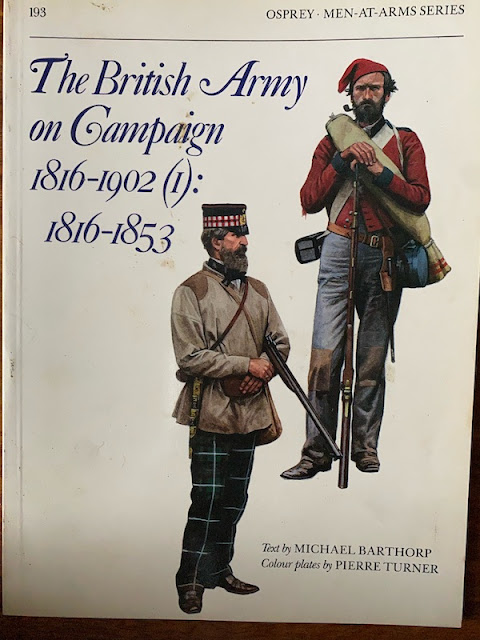 193
OSPREY · MEN-AT-ARMS SERIES
The British Army
on Campaign
1816-1902 (1):
1816-1853
Text by MICHAEL BARTHORP
Colour plates by PIERRE TURNER